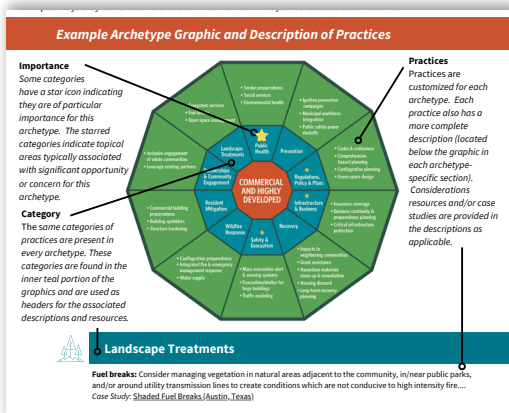 Example Archetype Graphic and Description of Practices
Importance
Some categories
have a star icon indicating
they are of particular
importance for this
archetype. The starred
categories indicate topical
areas typically associated
with significant opportunity
or concern for this
archetype.
Category
The same categories of
practices are present in
every archetype. These
categories are found in the
inner teal portion of the
graphics and are used as
headers for the associated
descriptions and resources.
• Smoke preparedness
• Social services
• Environmental health
• Ignition prevention
campaigns
• Municipal workforce
integration
• Public safety power
shutoffs
• Codes & ordinances
• Comprehensive
hazard planning
• Conflagration planning
• Green space design
• Insurance coverage
• Business continuity &
preparedness planning
• Critical infrastructure
protection
• Impacts to
neighboring communities
• Grant assistance
• Hazardous materials
clean-up & remediation
• Housing demand
• Long-term recovery
planning
• Mass evacuation alert
& warning systems
• Evacuation/shelter for
large buildings
• Traffic modeling
• Conflagration preparedness
• Integrated fire & emergency
management response
• Water supply
• Commercial building
preparedness
• Building sprinklers
• Structure hardening
• Inclusive engagement
of whole communities
• Leverage existing partners
Ecosystem services
• Fuel
• Open space management
Public
Health
Prevention
Regulations,
Policy & Plans
Infrastructure
& Business
Recovery
Safety &
Evacuation
Wildfire
Response
Resident
Mitigation
& Community
Engagement
Landscape
Treatments
COMMERCIAL
AND HIGHLY
DEVELOPED
Practices
Practices are
customized for each
archetype. Each
practice also has a
more complete
description (located
below the graphic in
each archetype-
specific section).
Considerations
resources and/or case
studies are provided in
the descriptions as
applicable.
Landscape Treatments
Fuel breaks: Consider managing vegetation in natural areas adjacent to the community, in/near public parks,
and/or around utility transmission lines to create conditions which are not conducive to high intensity fire....
Case Study: Shaded Fuel Breaks (Austin, Texas)